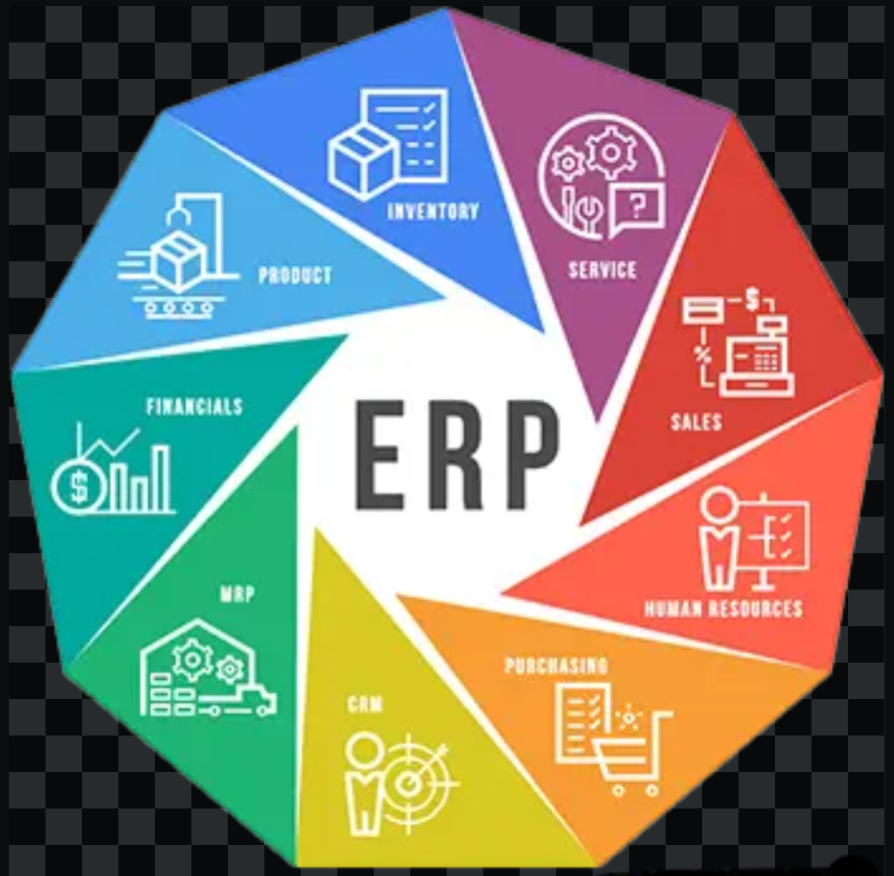 INVENTORY
SERVICE
PRODUCT
$
?
%
SALES
FINANCIALS
$
ERP
HUMAN RESOURCES
MRP
PURCHASING
CRM